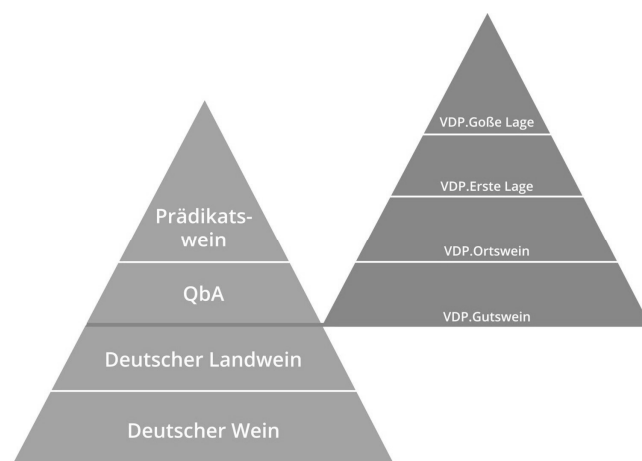 Prädikats-
wein
QbA
Deutscher Landwein
Deutscher Wein
VDP.Goße Lage
VDP.Erste Lage
VDP.Ortswein
VDP.Gutswein